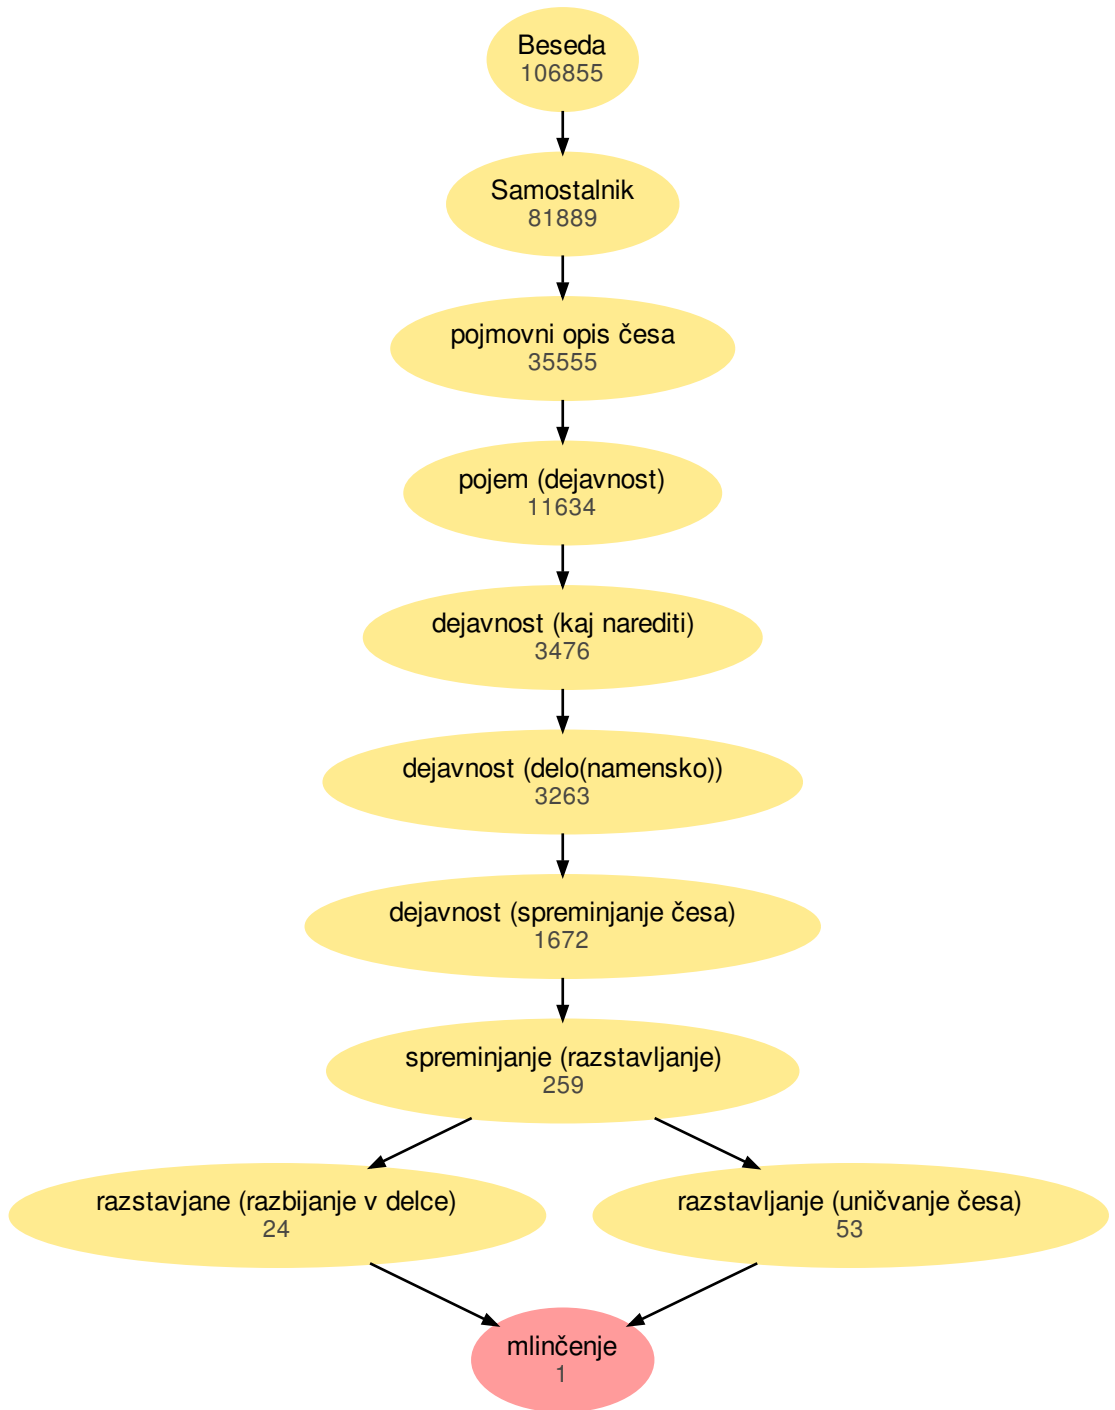 Beseda
106855
Samostalnik
81889
pojmovni opis česa
35555
pojem (dejavnost)
11634
dejavnost (kaj narediti)
3476
dejavnost (delo(namensko))
3263
dejavnost (spreminjanje česa)
1672
spreminjanje (razstavljanje)
259
razstavjane (razbijanje v delce)
24
razstavljanje (uničvanje česa)
53
mlinčenje
1